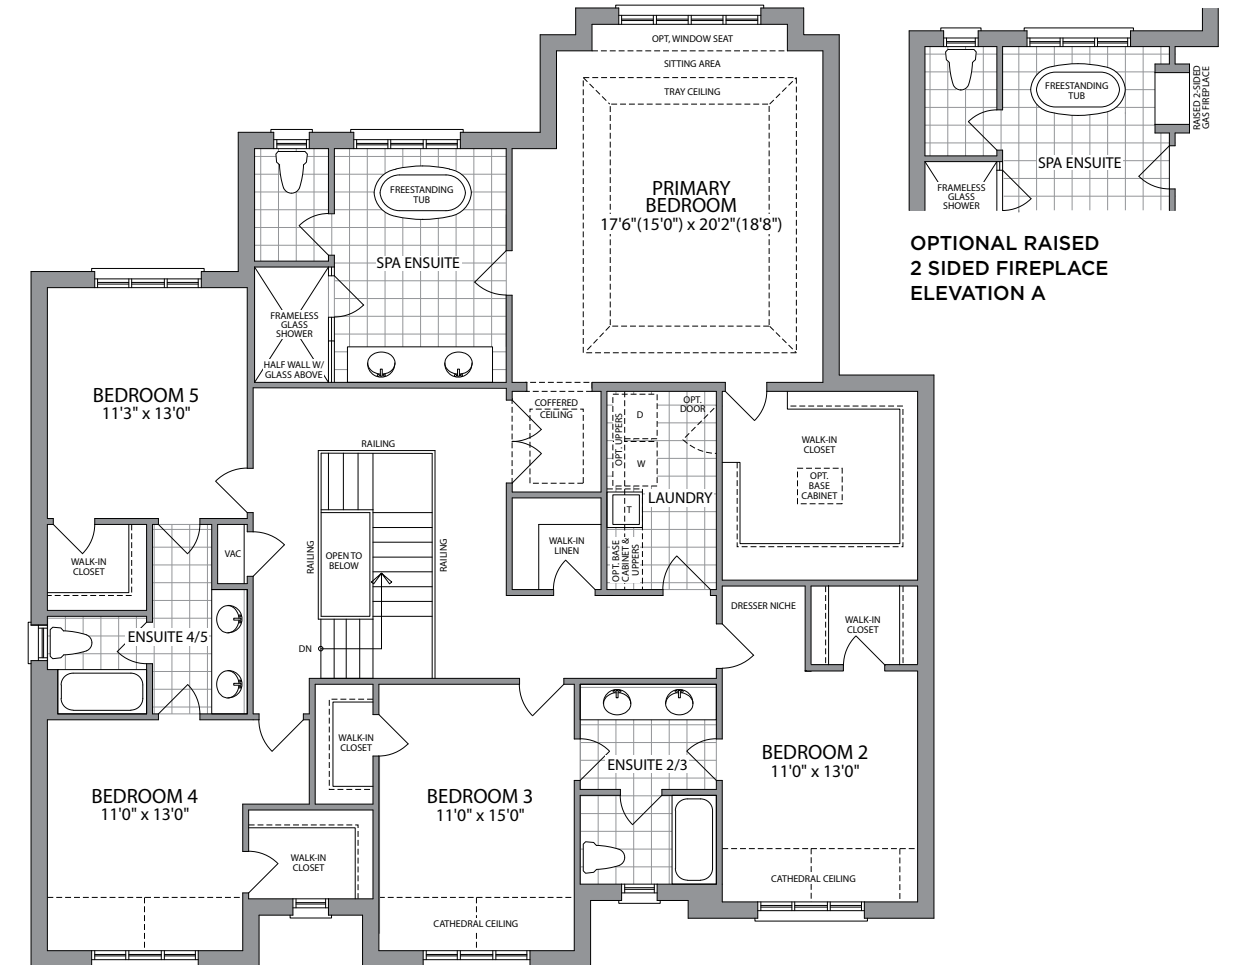 OPT, WINDOW SEAT
SITTING AREA
TRAY CEILING
PRIMARY
BEDROOM
17'6"(15'0") x 20'2"(18'8")
FREESTANDING
TUB
SPA ENSUITE
FRAMELESS
GLASS
SHOWER
HALF WALL W/
GLASS ABOVE
FREESTANDING
TUB
RAISED 2-SIDED
GAS FIREPLACE
SPA ENSUITE
FRAMELESS
GLASS
SHOWER
OPTIONAL RAISED
2 SIDED FIREPLACE
ELEVATION A
BEDROOM 5
11'3" x 13'0"
COFFERED
CEILING
OPT. UPPERS
D
W
OPT.
DOOR
LAUNDRY
T
OPT. BASE
CABINET &
UPPERS
WALK-IN
CLOSET
OPT.
BASE
CABINET
RAILING
RAILING
RAILING
OPEN TO
BELOW
DN
WALK-IN
LINEN
VAC
WALK-IN
CLOSET
ENSUITE 4/5
DRESSER NICHE
WALK-IN
CLOSET
WALK-IN
CLOSET
BEDROOM 4
11'0" x 13'0"
WALK-IN
CLOSET
BEDROOM 3
11'0" x 15'0"
CATHEDRAL CEILING
ENSUITE 2/3
BEDROOM 2
11'0" x 13'0"
CATHEDRAL CEILING